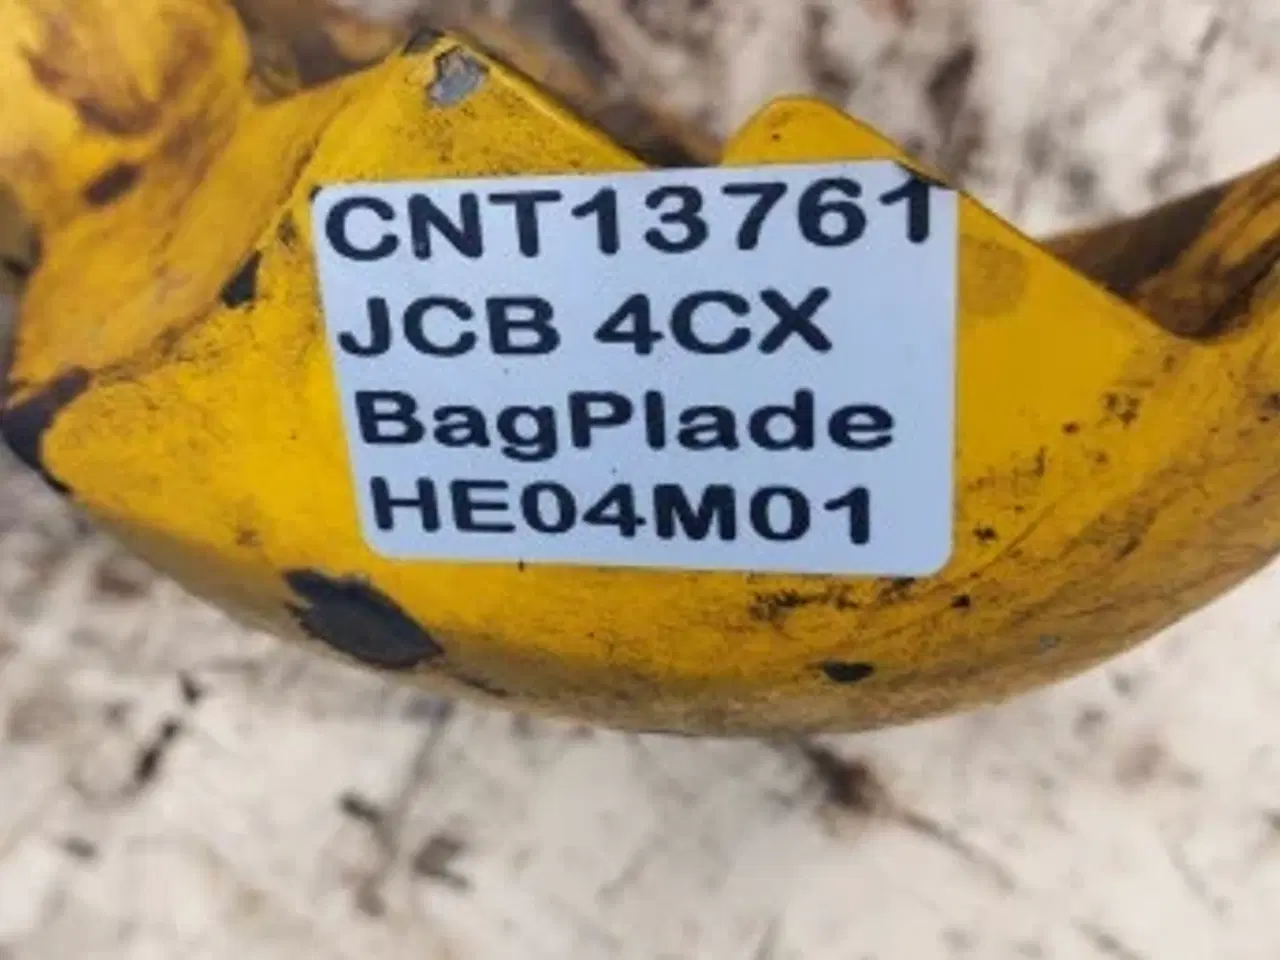 CNT13761
JCB 4CX
BagPlade
HE04M01